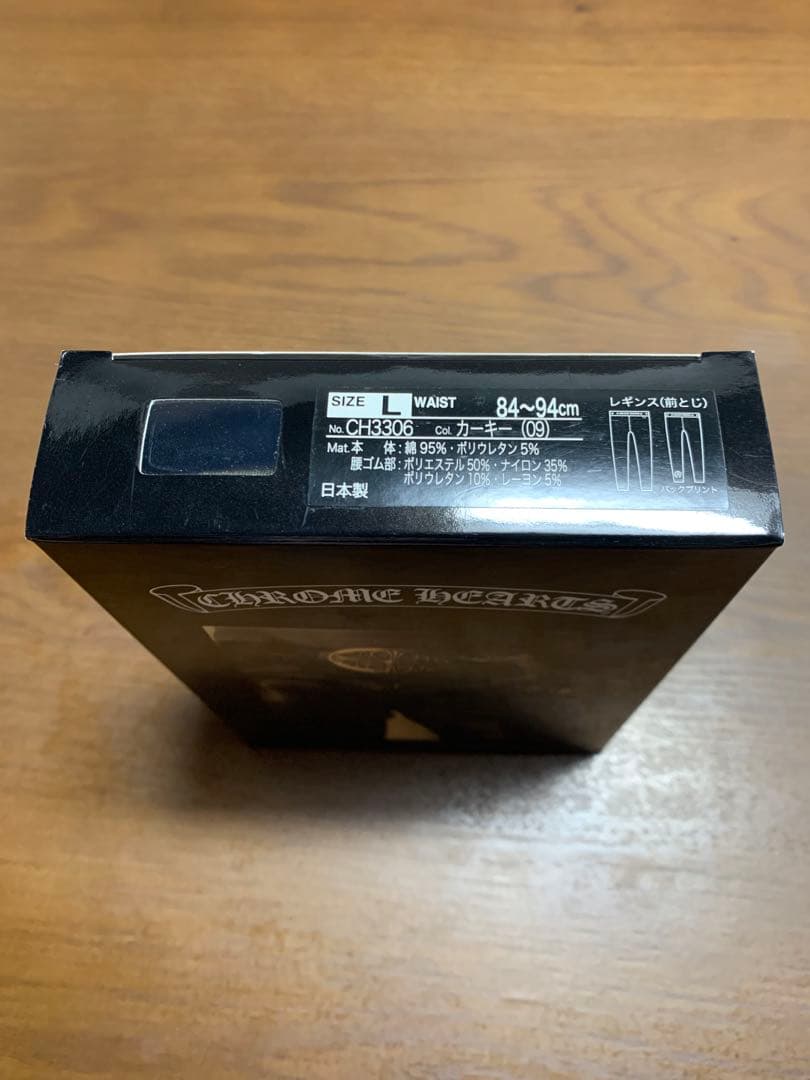 SIZE L WAIST 84～94cm
No. CH3306 Col. カーキー (09)
Mat. 本 体：綿 95%・ポリウレタン 5%
腰ゴム部：ポリエステル 50%・ナイロン 35%
ポリウレタン 10%・レーヨン 5%
日本製
レギンス(前とじ)
バックプリント
CHROME HEARTS